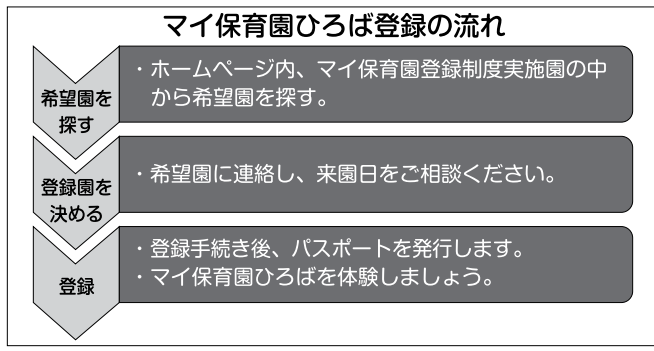 マイ保育園ひろば登録の流れ
希望園を
探す
・ホームページ内、マイ保育園登録制度実施園の中
から希望園を探す。
登録園を
決める
・希望園に連絡し、来園日をご相談ください。
登録
・登録手続き後、パスポートを発行します。
・マイ保育園ひろばを体験しましょう。